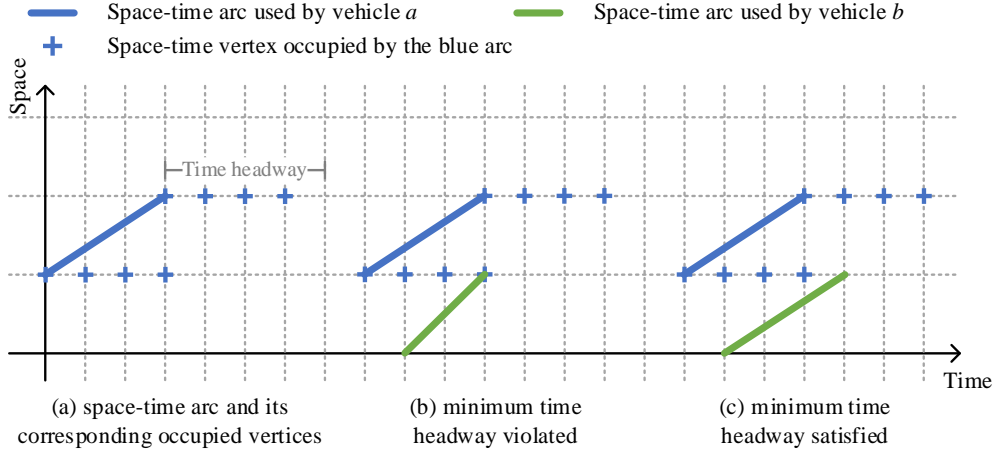 Space-time arc used by vehicle a
Space-time arc used by vehicle b
Space-time vertex occupied by the blue arc
Space
Time headway
Time
(a) space-time arc and its
corresponding occupied vertices
(b) minimum time
headway violated
(c) minimum time
headway satisfied